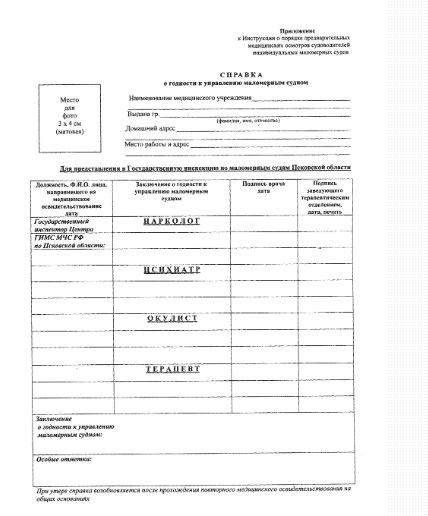 Приложение
к Инструкции о порядке предварительных
медицинских осмотров судоводителей
индивидуальных маломерных судов
СПРАВКА
о годности к управлению маломерным судном
Место
для
фото
3 х 4 см
(матовая)
Наименование медицинского учреждения
Выдана гр.
(фамилия, имя, отчество)
Домашний адрес
Место работы и адрес
Для представления в Государственную инспекцию по маломерным судам Псковской области
Должность, Ф.И.О. лица,
направившего на
медицинское
освидетельствование
дата
Заключение о годности к
управлению маломерным
судном
Подпись врача
дата
Подпись
заведующего
терапевтическим
отделением,
дата, печать
Государственный
инспектор Центра
ГИМС МЧС РФ
по Псковской области:
НАРКОЛОГ
ПСИХИАТР
ОКУЛИСТ
ТЕРАПЕВТ
Заключение
о годности к управлению
маломерным судном:
Особые отметки:
При утере справка возобновляется после прохождения повторного медицинского освидетельствования на
общих основаниях